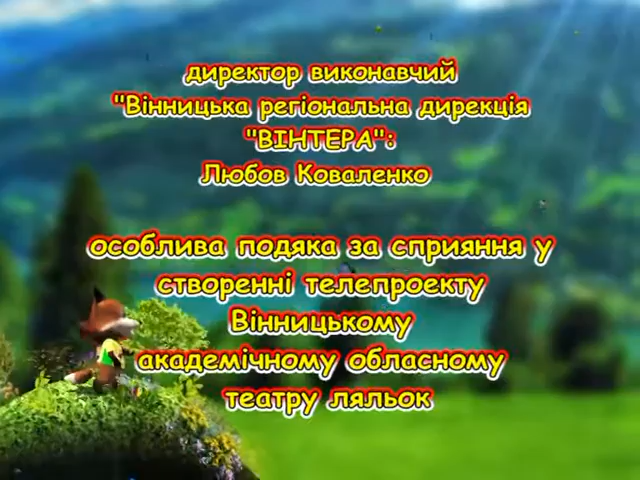 директор виконавчий
"Вінницька регіональна дирекція
"ВІНТЕРА":
Любов Коваленко
особлива подяка за сприяння у
створенні телепроекту
Вінницькому
академічному обласному
театру ляльок